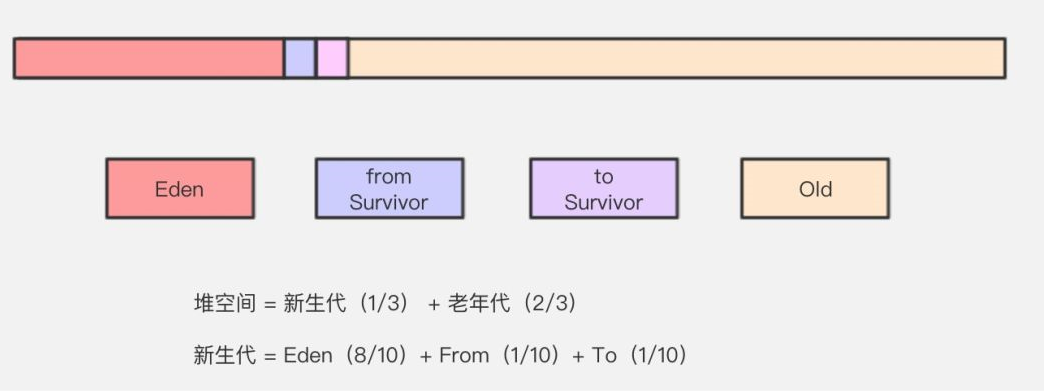 Eden
from
Survivor
to
Survivor
Old
堆空间 = 新生代（1/3） + 老年代（2/3）
新生代 = Eden（8/10）+ From（1/10）+ To（1/10）